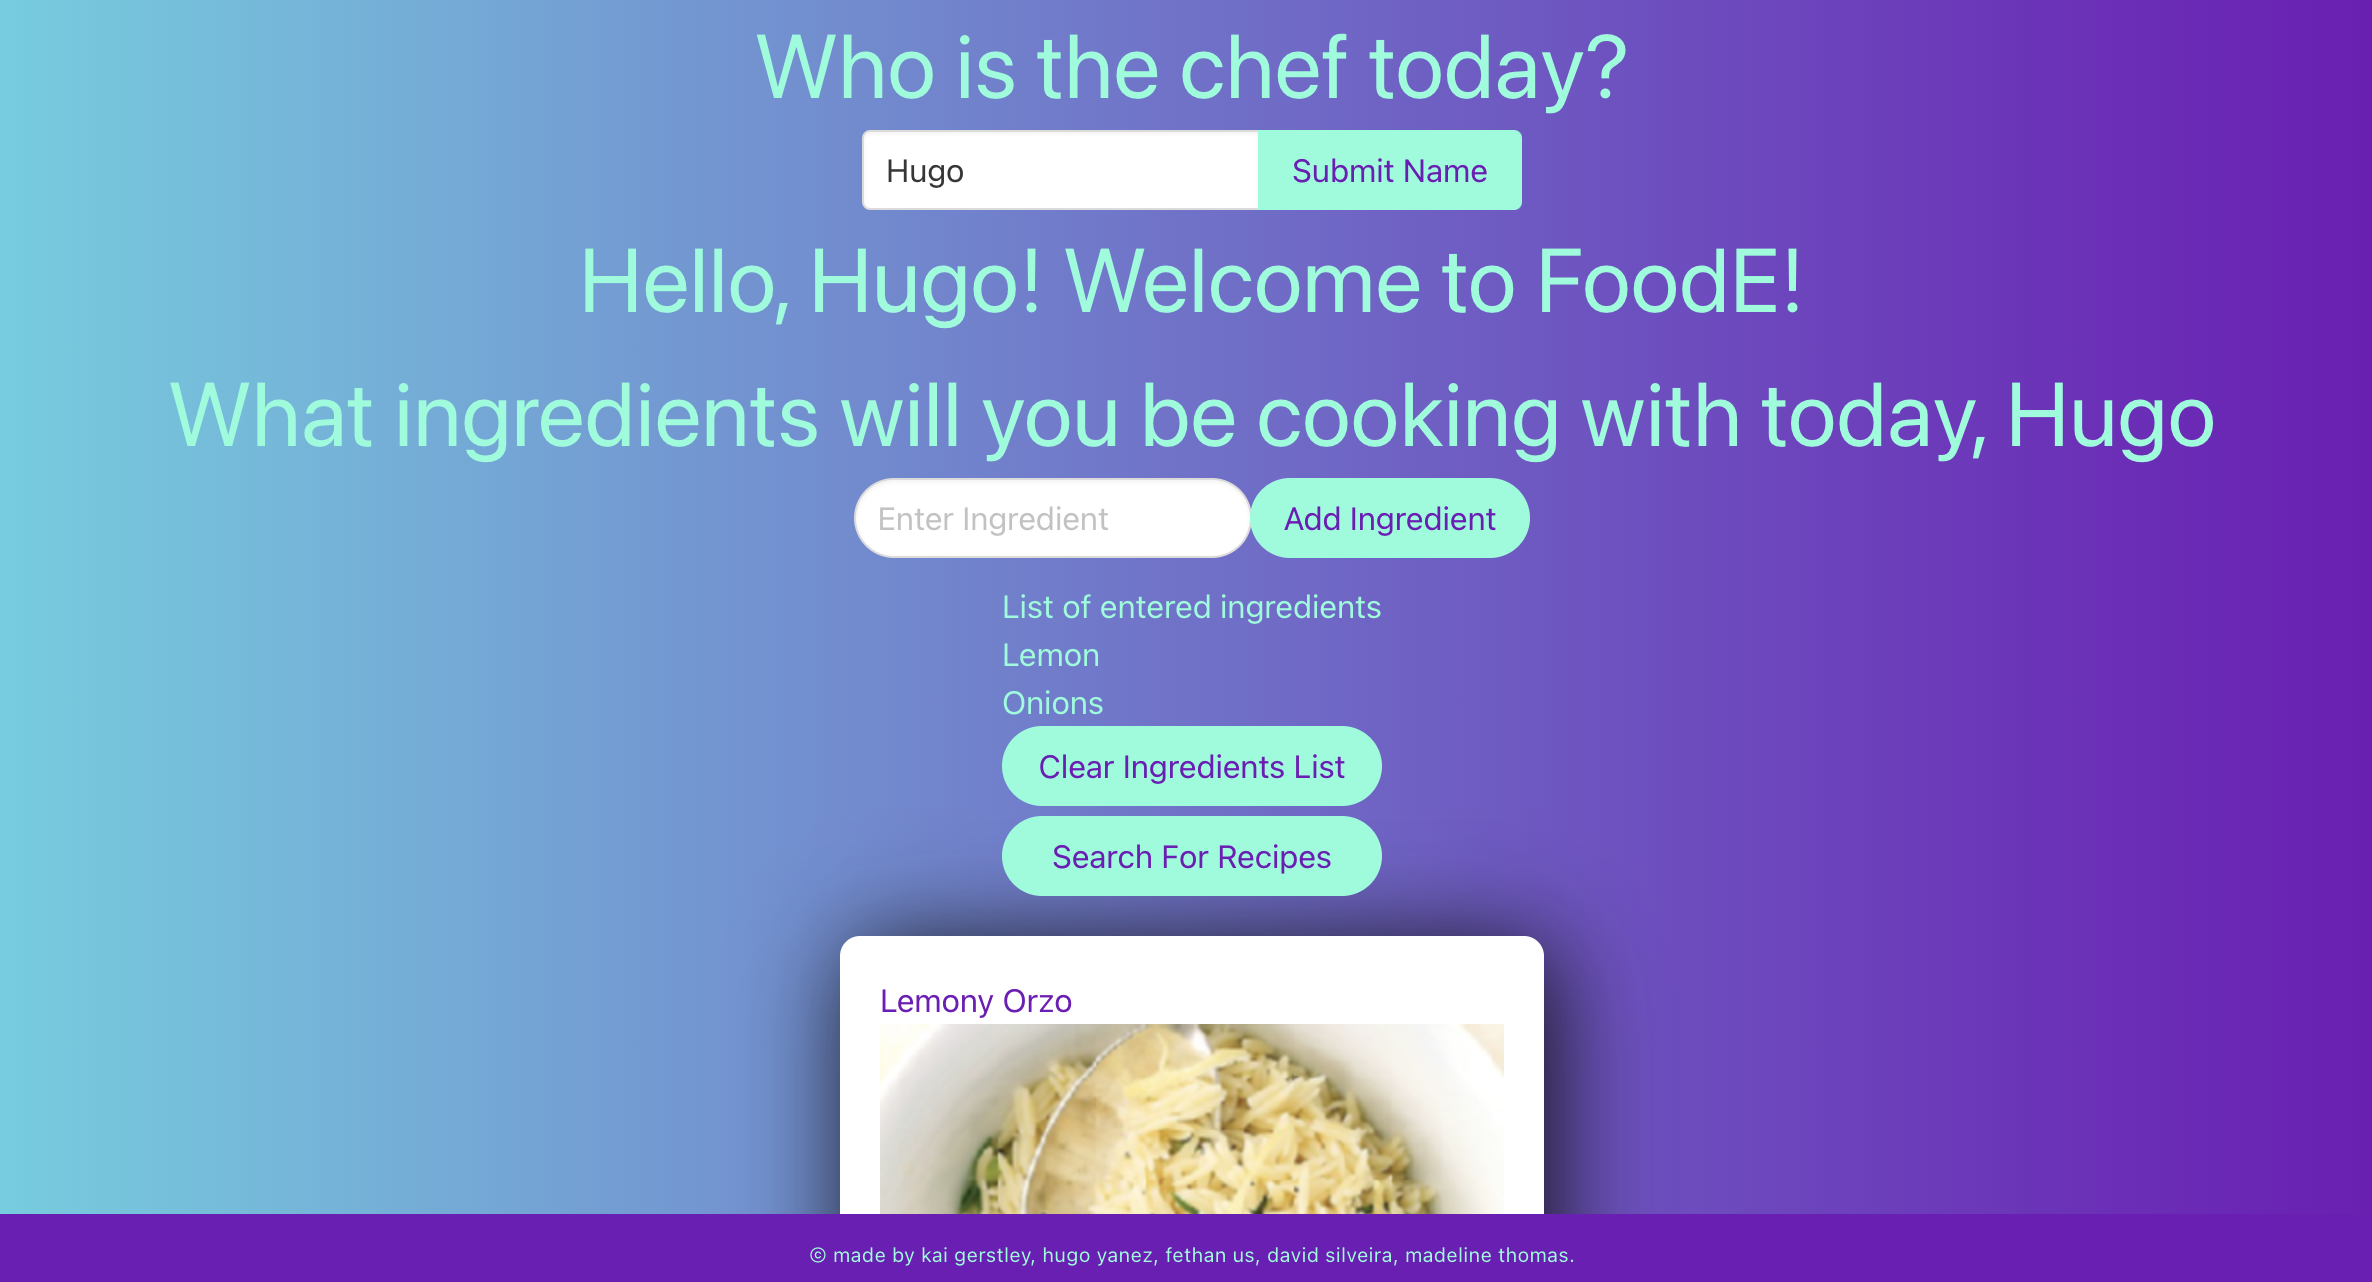 Who is the chef today?
Hugo
Submit Name
Hello, Hugo! Welcome to FoodE!
What ingredients will you be cooking with today, Hugo
Enter Ingredient
Add Ingredient
List of entered ingredients
Lemon
Onions
Clear Ingredients List
Search For Recipes
Lemony Orzo
© made by kai gerstley, hugo yanez, fethan us, david silveira, madeline thomas.